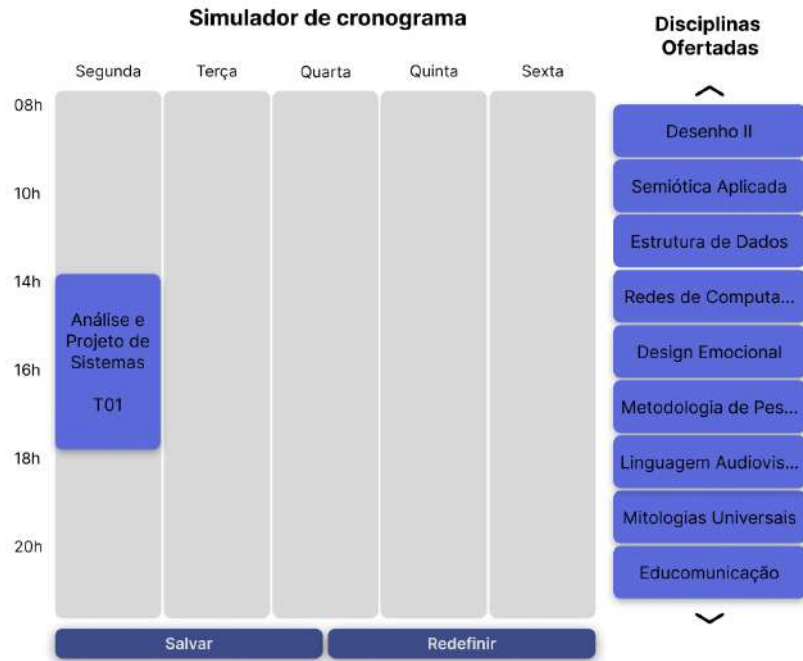 Simulador de cronograma
Segunda Terça Quarta Quinta Sexta
08h
10h
14h
16h
18h
20h
Análise e
Projeto de
Sistemas
T01
Salvar
Redefinir
Disciplinas
Ofertadas
Desenho II
Semiótica Aplicada
Estrutura de Dados
Redes de Computa...
Design Emocional
Metodologia de Pes...
Linguagem Audiovis...
Mitologias Universais
Educomunicação